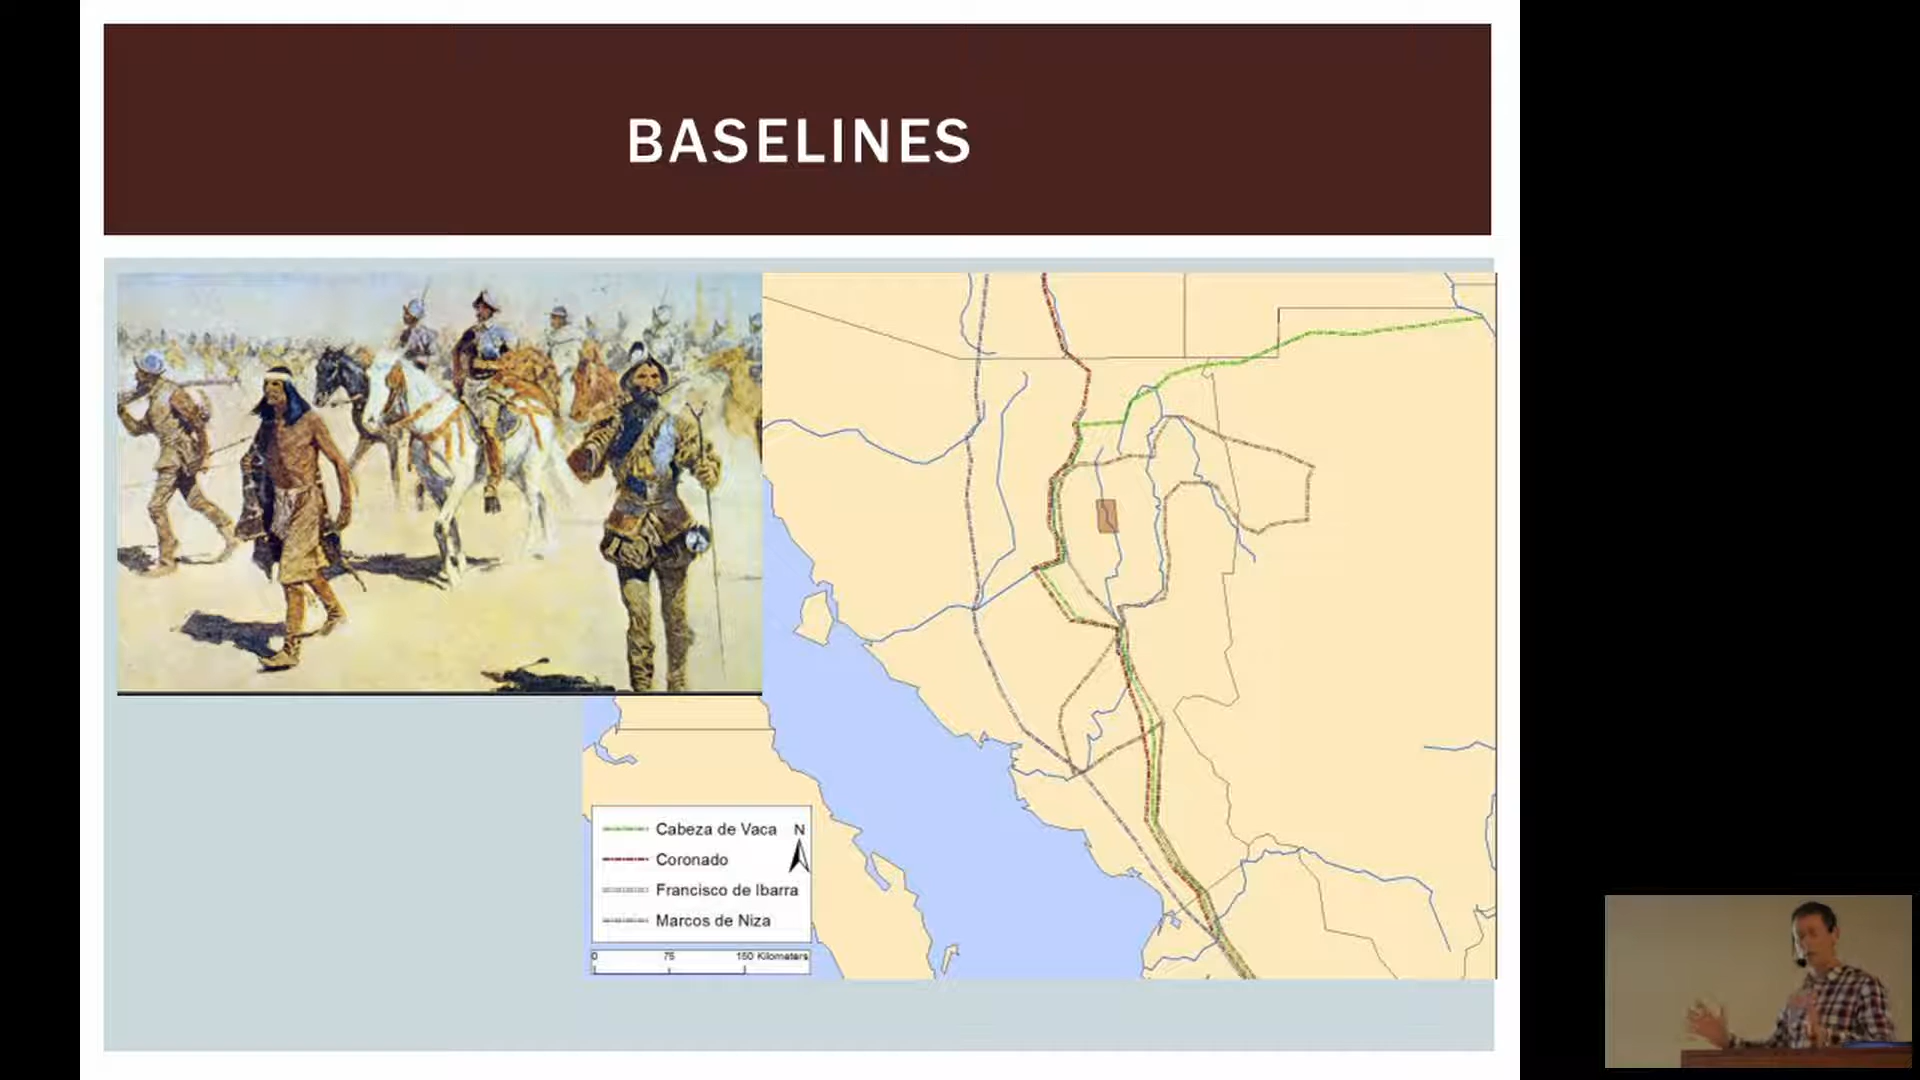 BASELINES
Cabeza de Vaca
N
Coronado
Francisco de Ibarra
Marcos de Niza
0 75 150 Kilometers